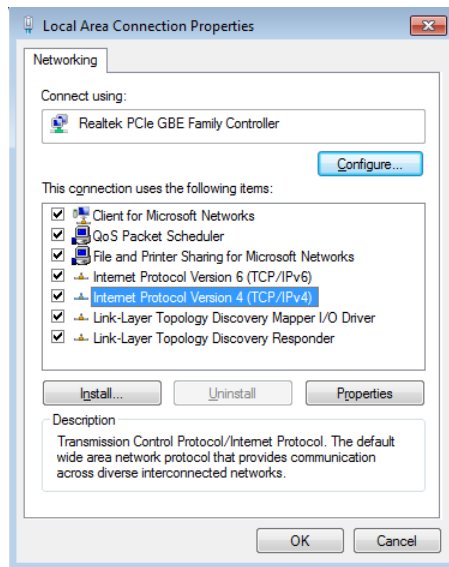 Local Area Connection Properties
Networking
Connect using:
Realtek PCIe GBE Family Controller
Configure...
This connection uses the following items:
Client for Microsoft Networks
QoS Packet Scheduler
File and Printer Sharing for Microsoft Networks
Internet Protocol Version 6 (TCP/IPv6)
Internet Protocol Version 4 (TCP/IPv4)
Link-Layer Topology Discovery Mapper I/O Driver
Link-Layer Topology Discovery Responder
Install... Uninstall Properties
Description
Transmission Control Protocol/Internet Protocol. The default
wide area network protocol that provides communication
across diverse interconnected networks.
OK Cancel